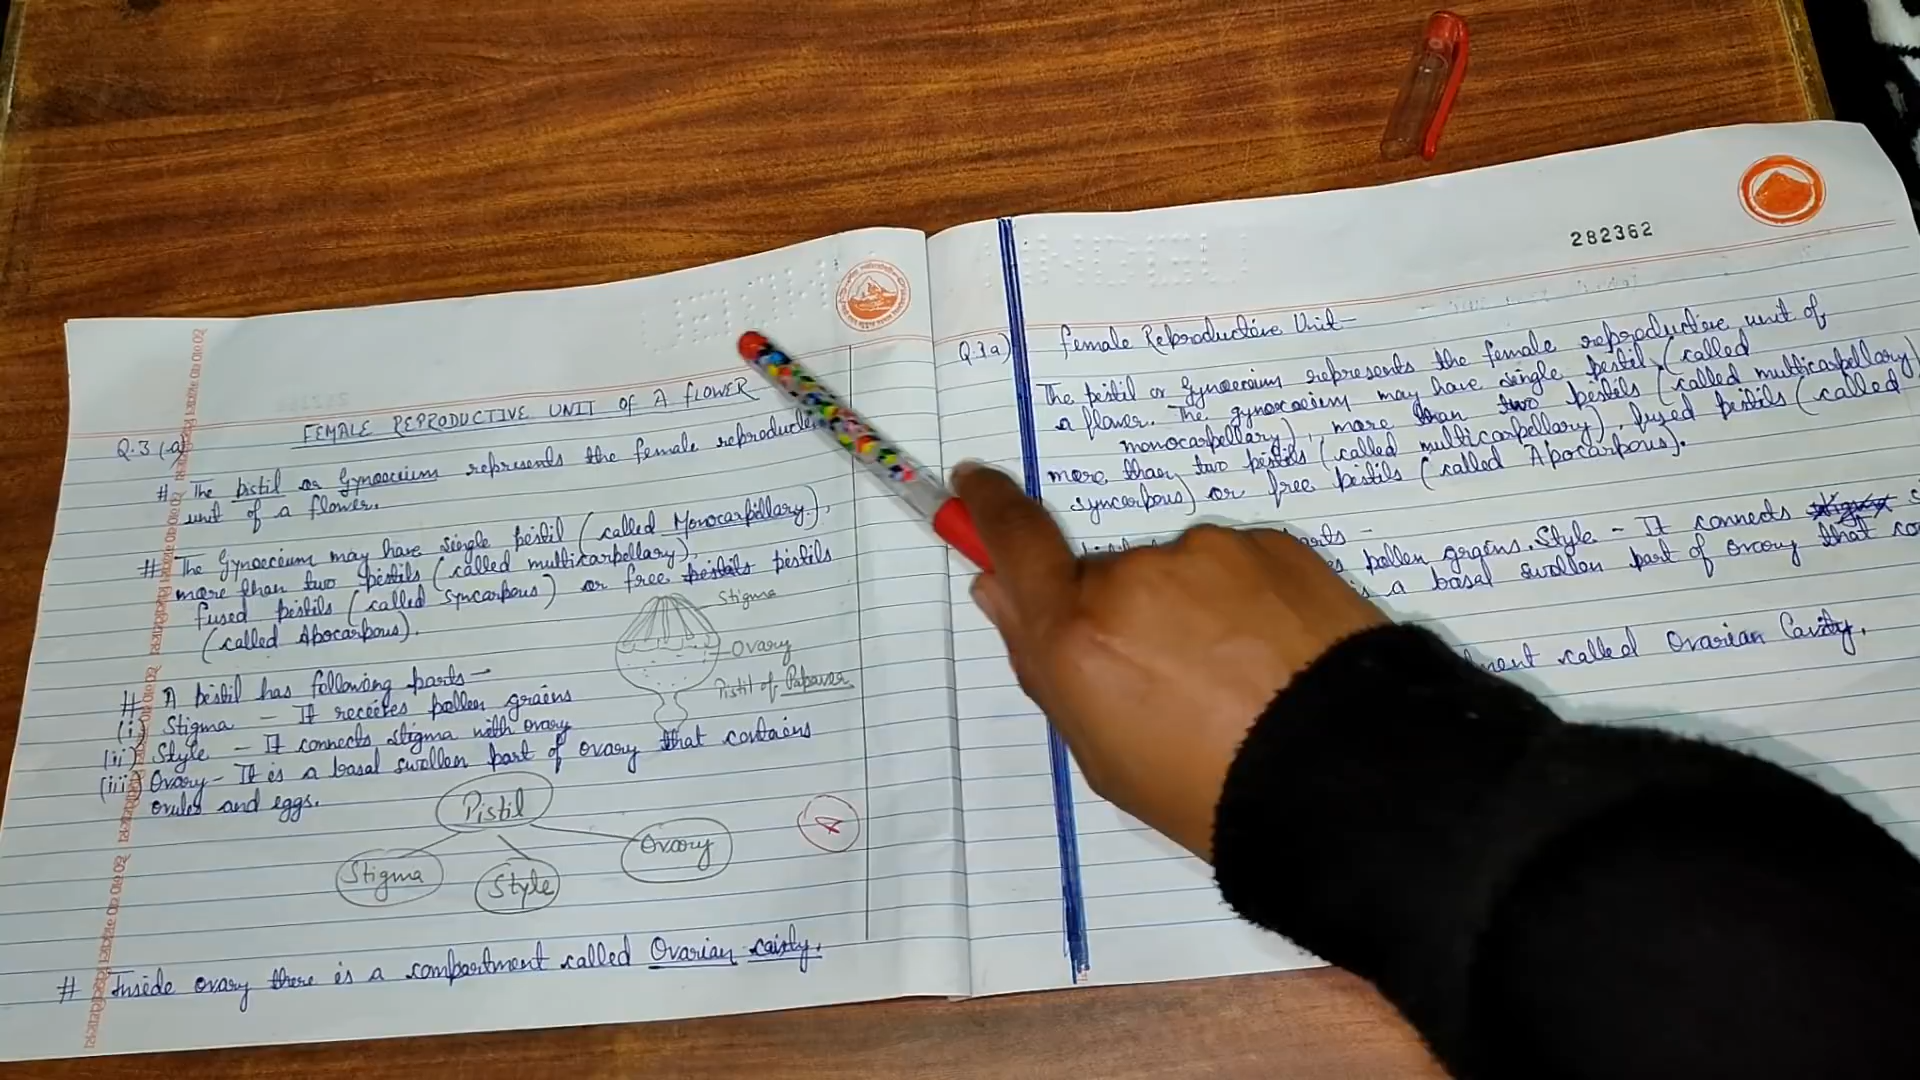 Q.3 (a)
FEMALE REPRODUCTIVE UNIT OF A FLOWER
# The pistil or Gynoecium represents the female reproductive
unit of a flower.
# The Gynoecium may have single pistil (called Monocarpillary),
more than two pistils (called multicarpellary),
fused pistils (called Syncarpous) or free pistils
(called Apocarpous).
Stigma
Ovary
Pistil of Papaver
# A pistil has following parts -
(i) Stigma - It receives pollen grains
(ii) Style - It connects stigma with ovary
(iii) Ovary - It is a basal swollen part of ovary that contains
ovules and eggs.
Pistil
Stigma
Style
Ovary
# Inside ovary there is a compartment called Ovarian cavity.
282362
Q.3 a)
Female Reproductive Unit -
The pistil or Gynoecium represents the female reproductive unit of
a flower. The gynoecium may have single pistil (called
monocarpellary), more than two pistils (called multicarpellary)
more than two pistils (called multicarpellary), fused pistils (called
syncarpous) or free pistils (called Apocarpous).
parts -
pollen grains. Style - It connects
is a basal swollen part of ovary that
called Ovarian Cavity.